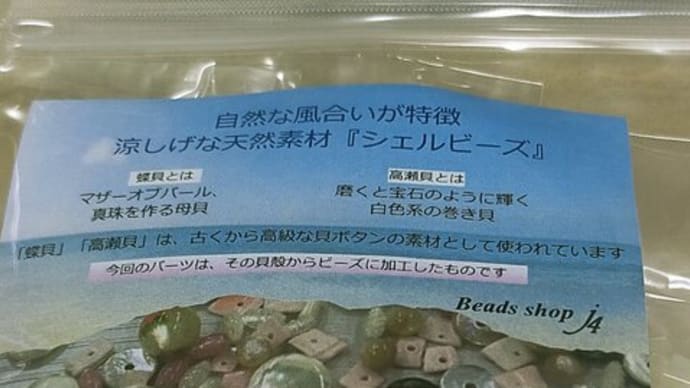 自然な風合いが特徴
涼しげな天然素材『シェルビーズ』
蝶貝とは
マザーオブパール、
真珠を作る母貝
高瀬貝とは
磨くと宝石のように輝く
白色系の巻き貝
「蝶貝」「高瀬貝」は、古くから高級な貝ボタンの素材として使われています
今回のパーツは、その貝殻からビーズに加工したものです
Beads shop j4